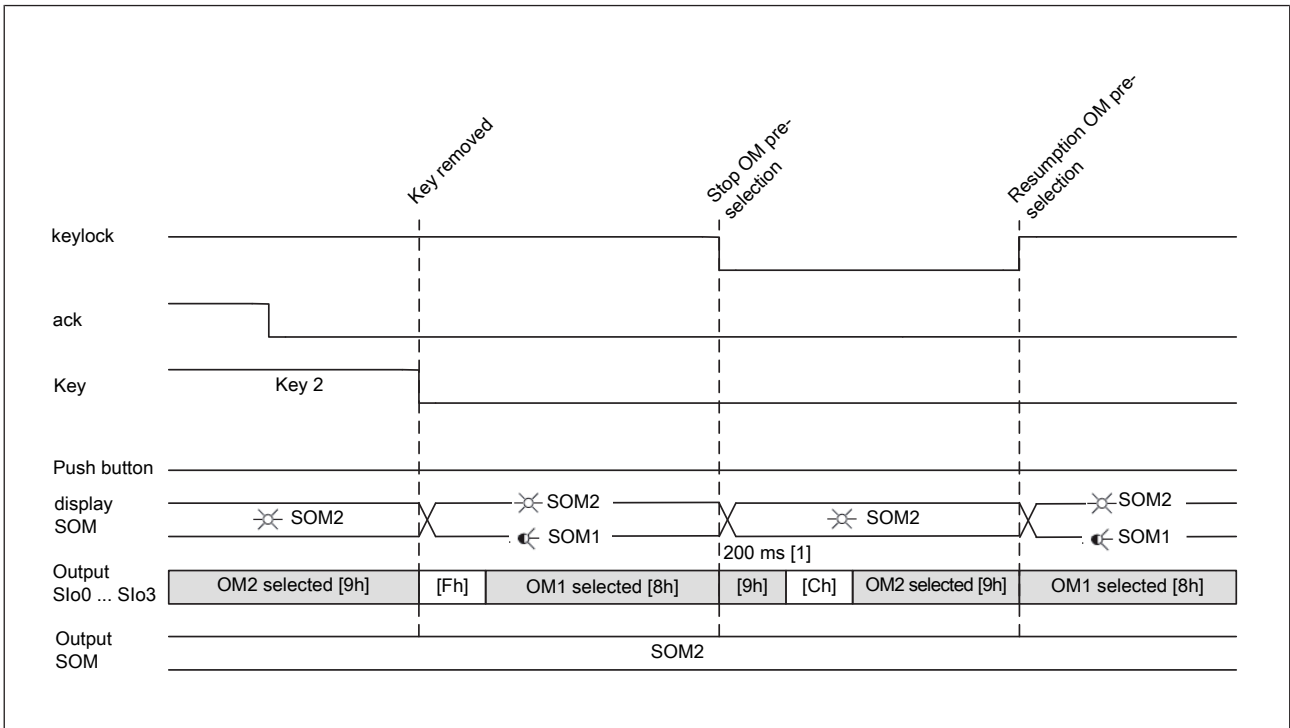 Key removed
Stop OM pre-
selection
Resumption OM pre-
selection
keylock
ack
Key
Key 2
Push button
display
SOM
SOM2
SOM2
SOM1
SOM2
SOM2
SOM1
200 ms [1]
Output
SIo0 ... SIo3
OM2 selected [9h]
[Fh]
OM1 selected [8h]
[9h]
[Ch]
OM2 selected [9h]
OM1 selected [8h]
Output
SOM
SOM2